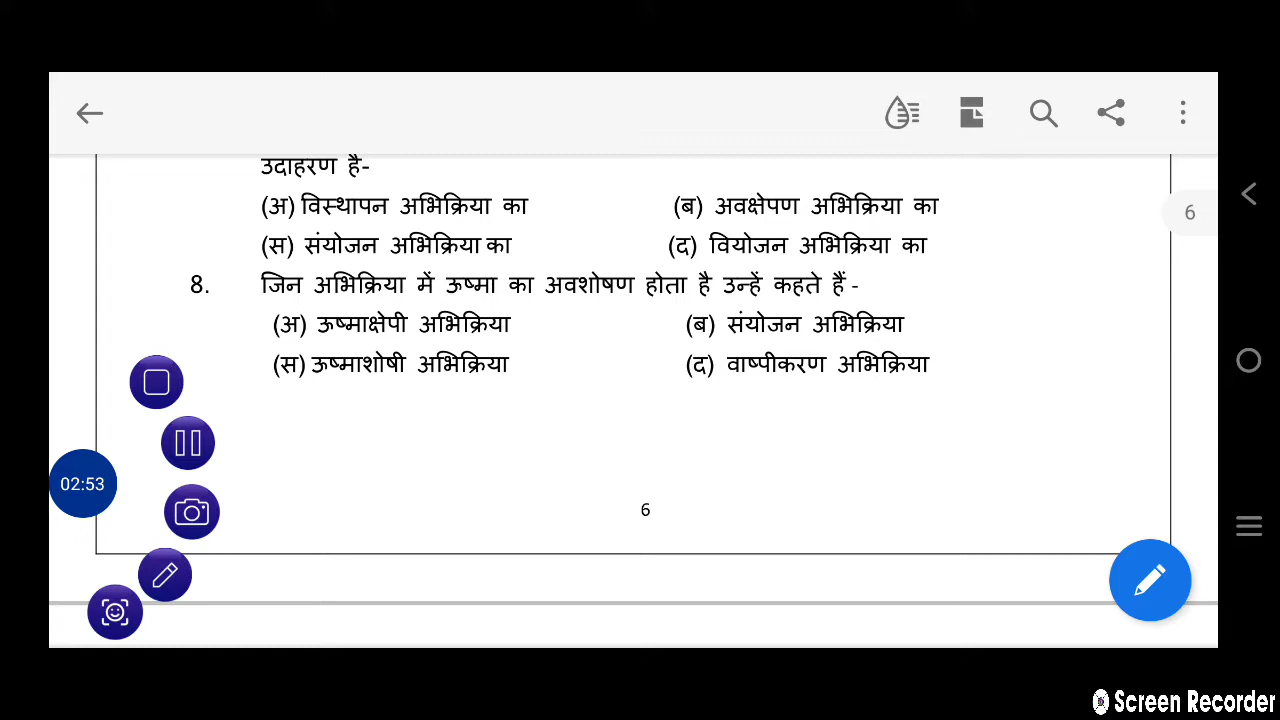 उदाहरण है-
(अ) विस्थापन अभिक्रिया का (ब) अवक्षेपण अभिक्रिया का
(स) संयोजन अभिक्रिया का (द) वियोजन अभिक्रिया का
6
8. जिन अभिक्रिया में ऊष्मा का अवशोषण होता है उन्हें कहते हैं -
(अ) ऊष्माक्षेपी अभिक्रिया (ब) संयोजन अभिक्रिया
(स) ऊष्माशोषी अभिक्रिया (द) वाष्पीकरण अभिक्रिया
02:53
6
Screen Recorder